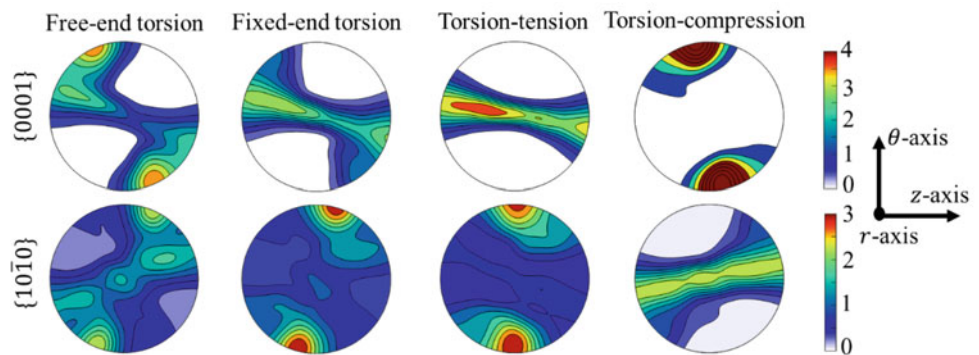 Free-end torsion Fixed-end torsion Torsion-tension Torsion-compression
{0001}
4
3
2
1
0
θ-axis
z-axis
r-axis
{101̄0}
3
2
1
0